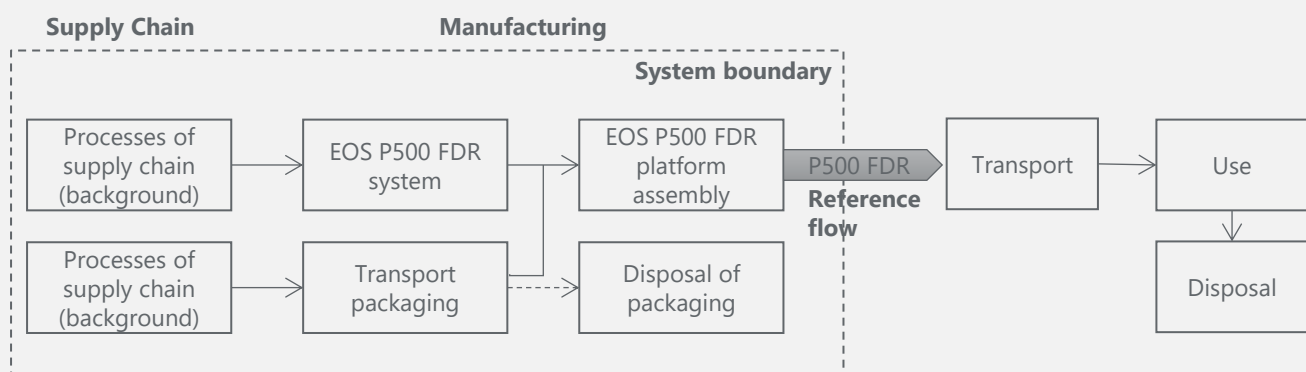 Supply Chain
Manufacturing
System boundary
Processes of
supply chain
(background)
EOS P500 FDR
system
EOS P500 FDR
platform
assembly
P500 FDR
Reference
flow
Transport
Use
Processes of
supply chain
(background)
Transport
packaging
Disposal of
packaging
Disposal